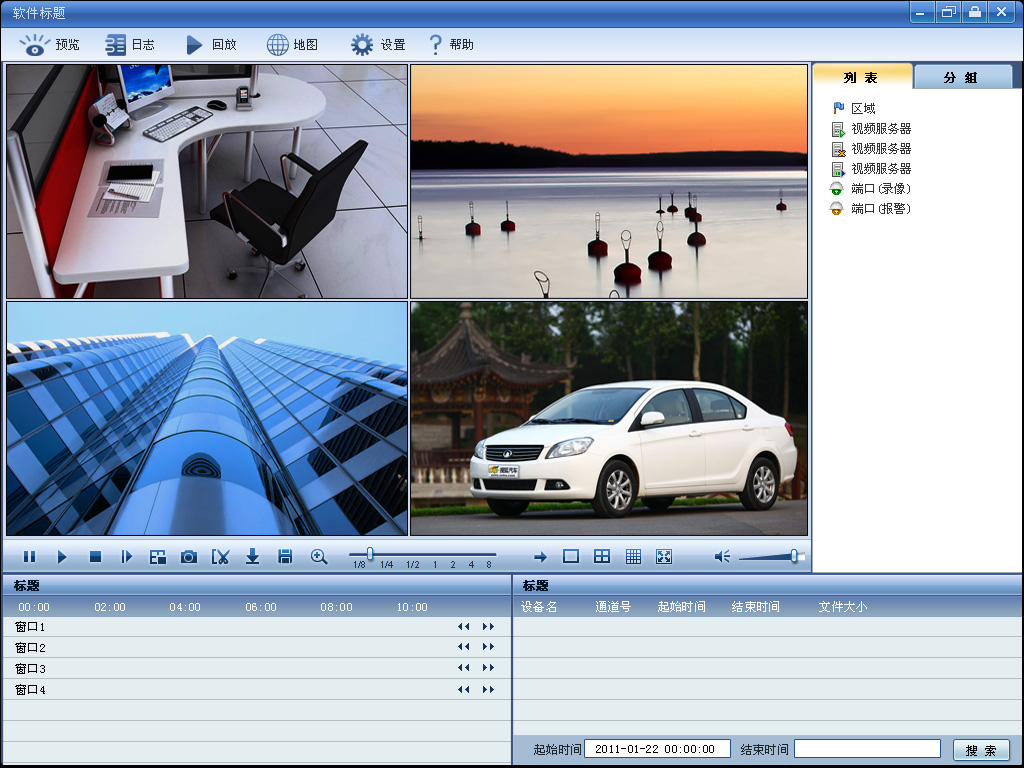 软件标题
预览 日志 回放 地图 设置 帮助
列表 分组
区域
视频服务器
视频服务器
视频服务器
端口(录像)
端口(报警)
1/8 1/4 1/2 1 2 4 8
标题
00:00 02:00 04:00 06:00 08:00 10:00
窗口1
窗口2
窗口3
窗口4
标题
设备名 通道号 起始时间 结束时间 文件大小
起始时间 2011-01-22 00:00:00 结束时间 搜索